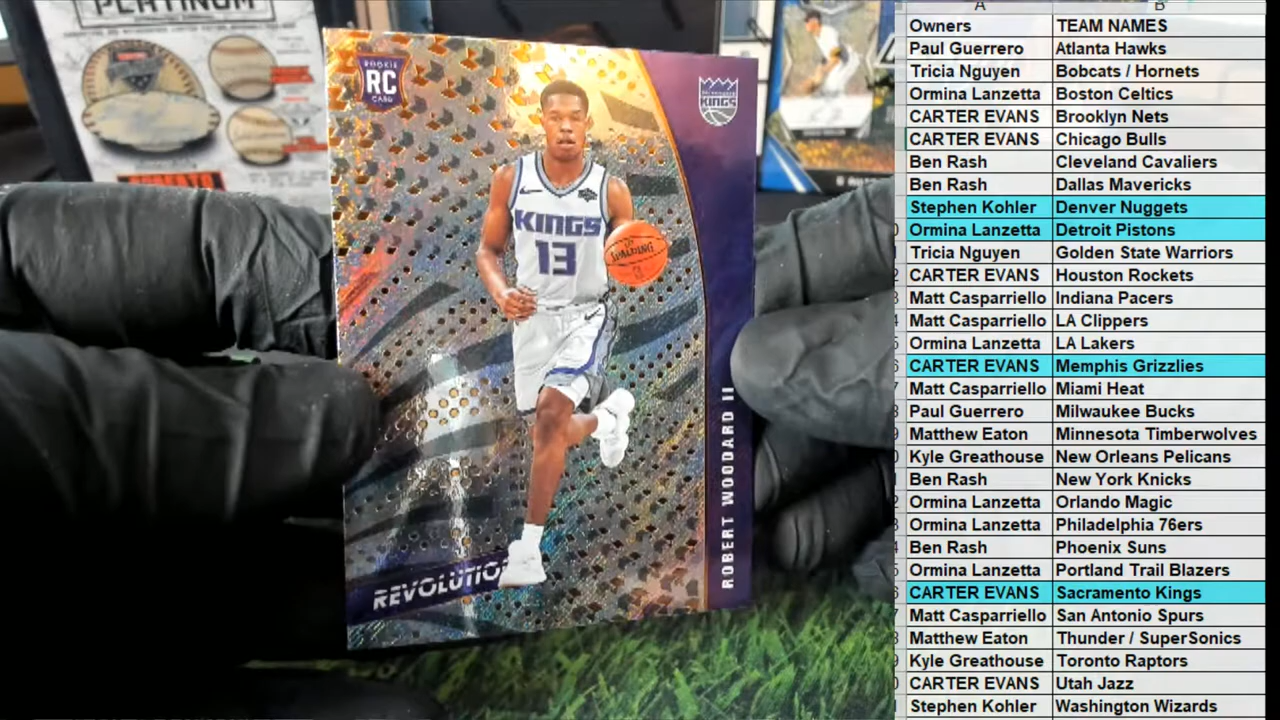 PLATINUM
ROOKIE
RC
CARD
KINGS
KINGS
13
SPALDING
ROBERT WOODARD II
REVOLUTION
A B
Owners TEAM NAMES
Paul Guerrero Atlanta Hawks
Tricia Nguyen Bobcats / Hornets
Ormina Lanzetta Boston Celtics
CARTER EVANS Brooklyn Nets
CARTER EVANS Chicago Bulls
Ben Rash Cleveland Cavaliers
Ben Rash Dallas Mavericks
Stephen Kohler Denver Nuggets
Ormina Lanzetta Detroit Pistons
Tricia Nguyen Golden State Warriors
CARTER EVANS Houston Rockets
Matt Casparriello Indiana Pacers
Matt Casparriello LA Clippers
Ormina Lanzetta LA Lakers
CARTER EVANS Memphis Grizzlies
Matt Casparriello Miami Heat
Paul Guerrero Milwaukee Bucks
Matthew Eaton Minnesota Timberwolves
Kyle Greathouse New Orleans Pelicans
Ben Rash New York Knicks
Ormina Lanzetta Orlando Magic
Ormina Lanzetta Philadelphia 76ers
Ben Rash Phoenix Suns
Ormina Lanzetta Portland Trail Blazers
CARTER EVANS Sacramento Kings
Matt Casparriello San Antonio Spurs
Matthew Eaton Thunder / SuperSonics
Kyle Greathouse Toronto Raptors
CARTER EVANS Utah Jazz
Stephen Kohler Washington Wizards